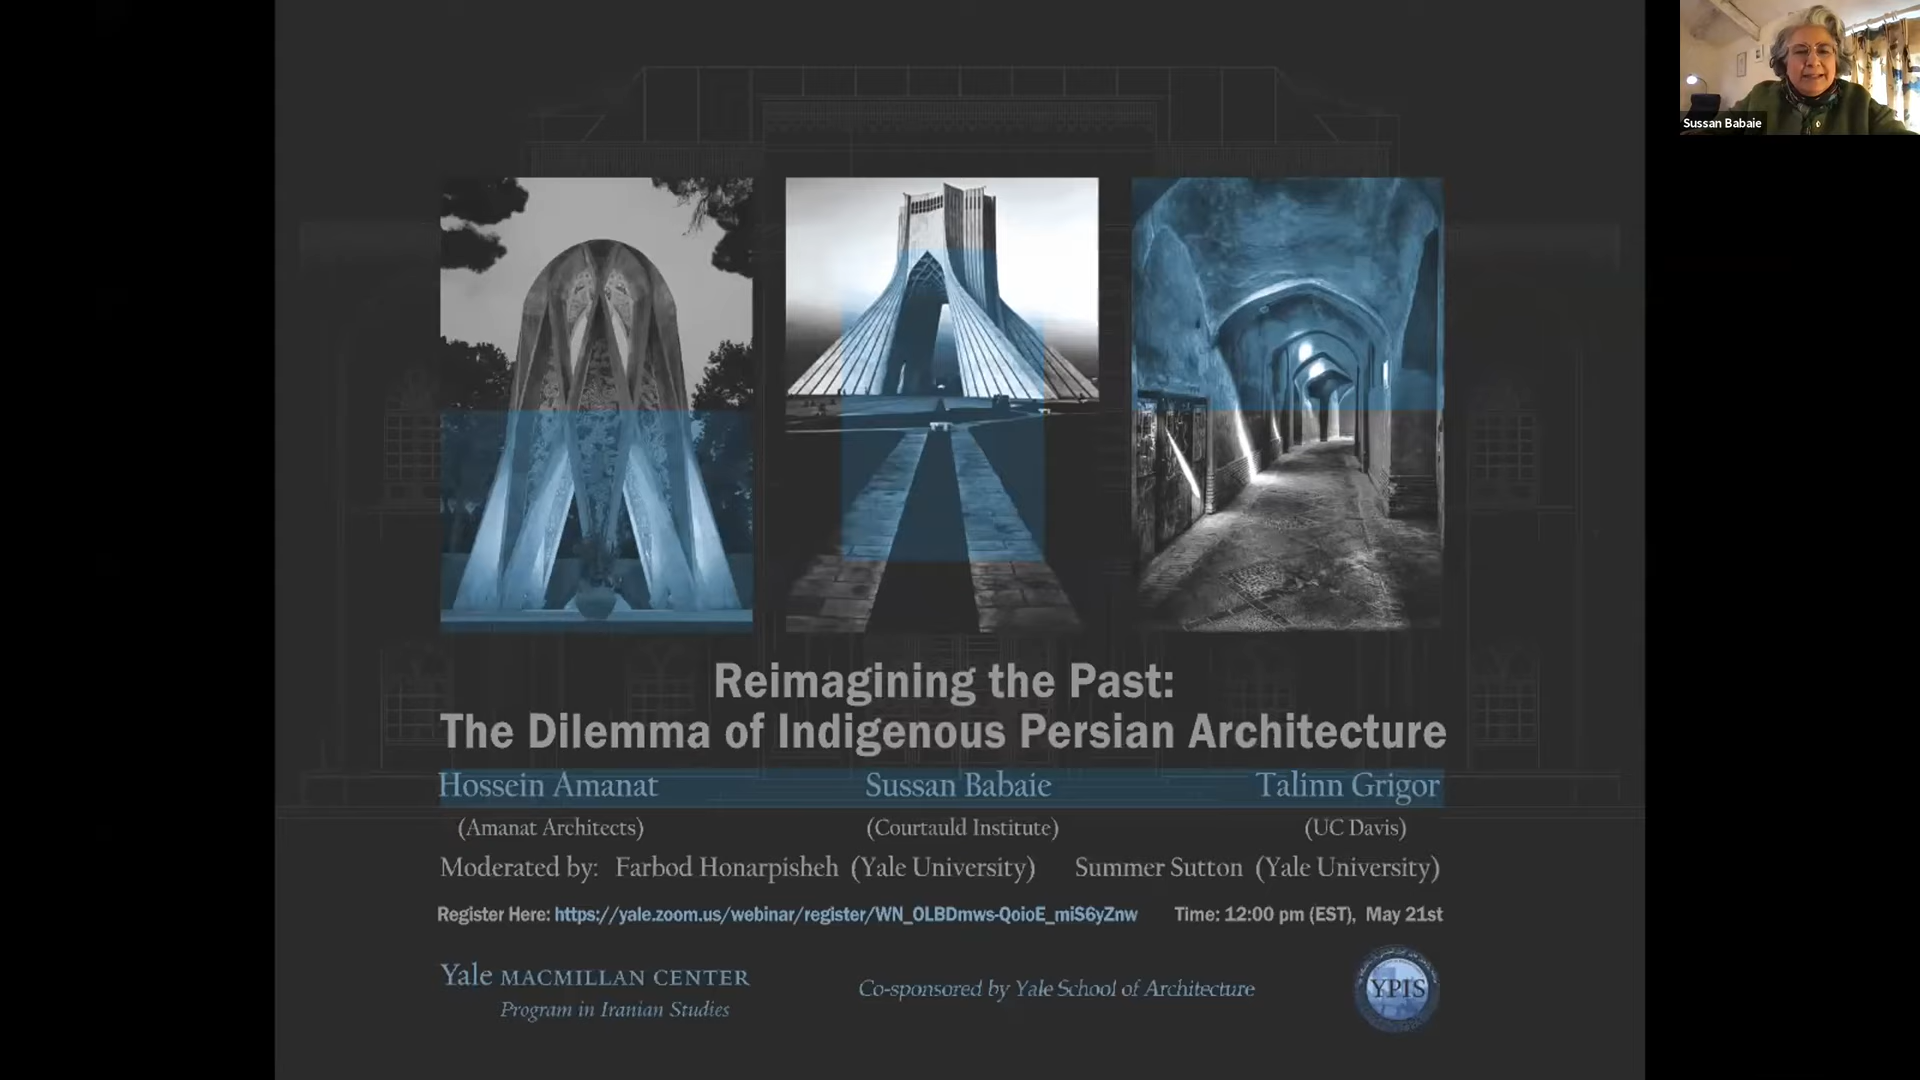 Sussan Babaie
Reimagining the Past:
The Dilemma of Indigenous Persian Architecture
Hossein Amanat Sussan Babaie Talinn Grigor
(Amanat Architects) (Courtauld Institute) (UC Davis)
Moderated by: Farbod Honarpisheh (Yale University) Summer Sutton (Yale University)
Register Here: https://yale.zoom.us/webinar/register/WN_OLBDmws-QoioE_miS6yZnw Time: 12:00 pm (EST), May 21st
Yale MACMILLAN CENTER
Program in Iranian Studies
Co-sponsored by Yale School of Architecture
YPIS